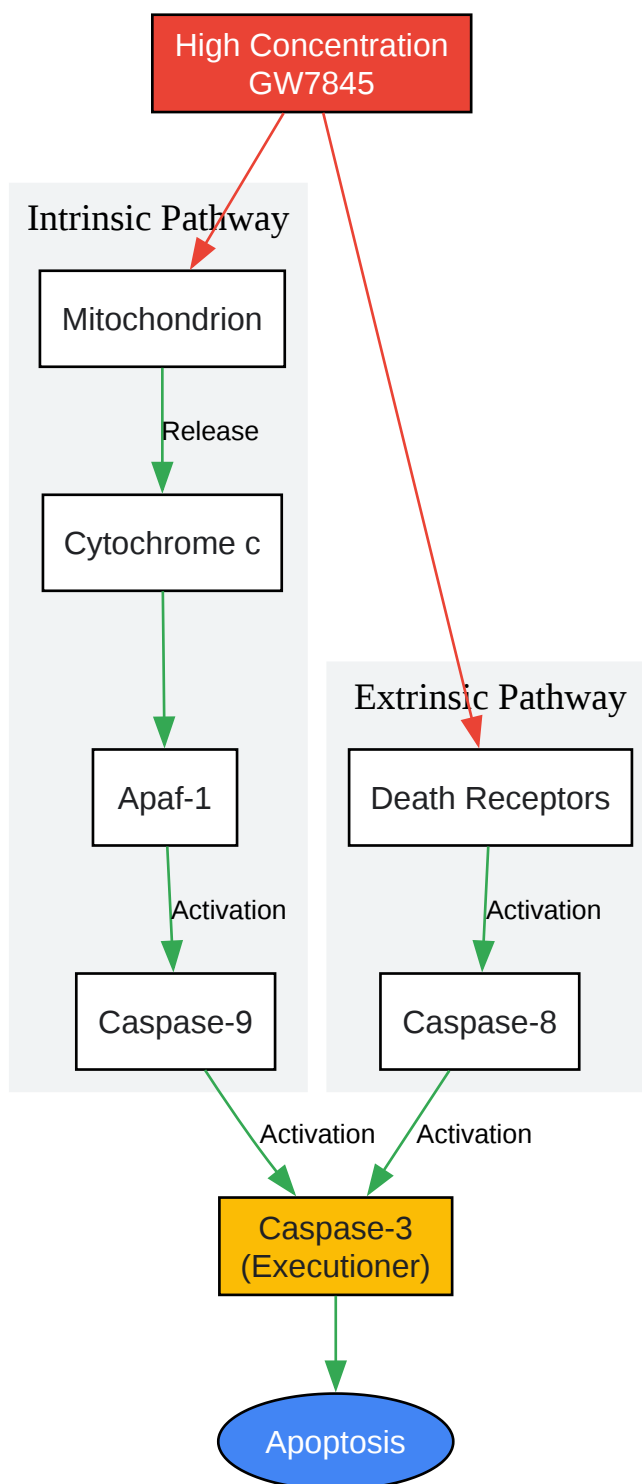 High Concentration
GW7845
Intrinsic Pathway
Mitochondrion
Release
Cytochrome c
Extrinsic Pathway
Apaf-1
Death Receptors
Activation
Activation
Caspase-9
Caspase-8
Activation
Activation
Caspase-3
(Executioner)
Apoptosis